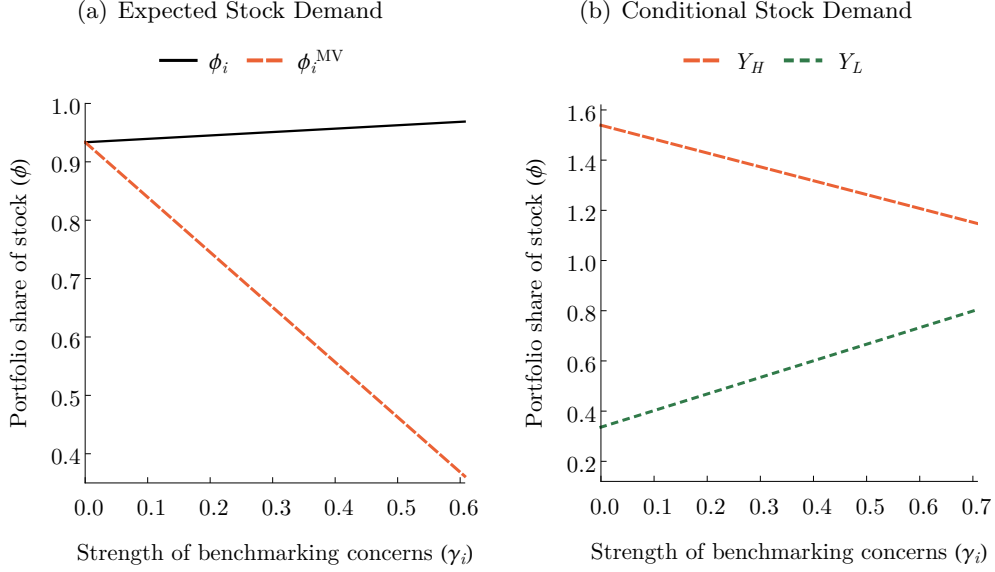 (a) Expected Stock Demand
ϕᵢ ϕᵢᴹⱽ
Portfolio share of stock (ϕ)
1.0
0.9
0.8
0.7
0.6
0.5
0.4
0.0 0.1 0.2 0.3 0.4 0.5 0.6
Strength of benchmarking concerns (γᵢ)
(b) Conditional Stock Demand
Y_H Y_L
Portfolio share of stock (ϕ)
1.6
1.4
1.2
1.0
0.8
0.6
0.4
0.2
0.0 0.1 0.2 0.3 0.4 0.5 0.6 0.7
Strength of benchmarking concerns (γᵢ)